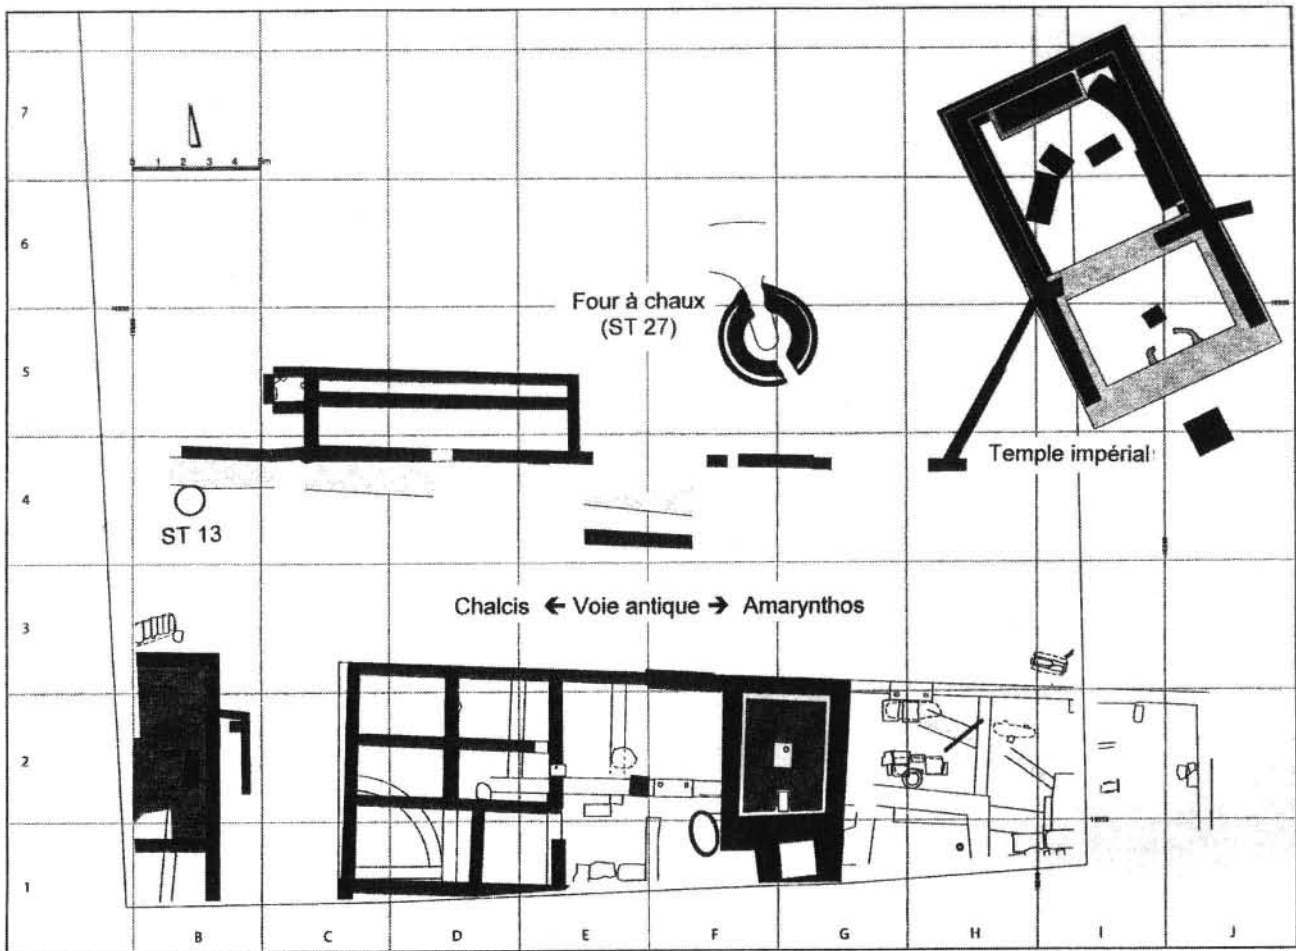 7
0 1 2 3 4 5m
6
Four à chaux
(ST 27)
5
Temple impérial
4
ST 13
Chalcis ← Voie antique → Amarynthos
3
2
1
B C D E F G H I J